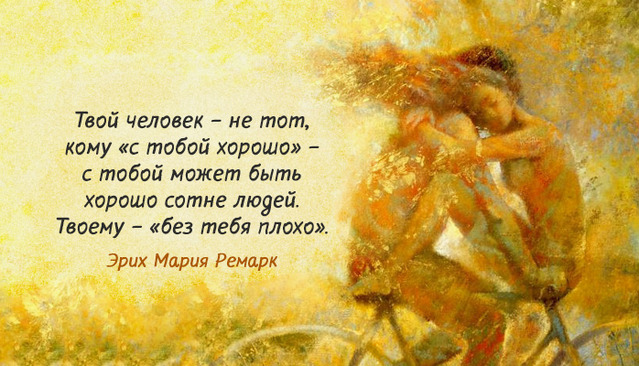 Твой человек – не тот,
кому «с тобой хорошо» –
с тобой может быть
хорошо сотне людей.
Твоему – «без тебя плохо».
Эрих Мария Ремарк